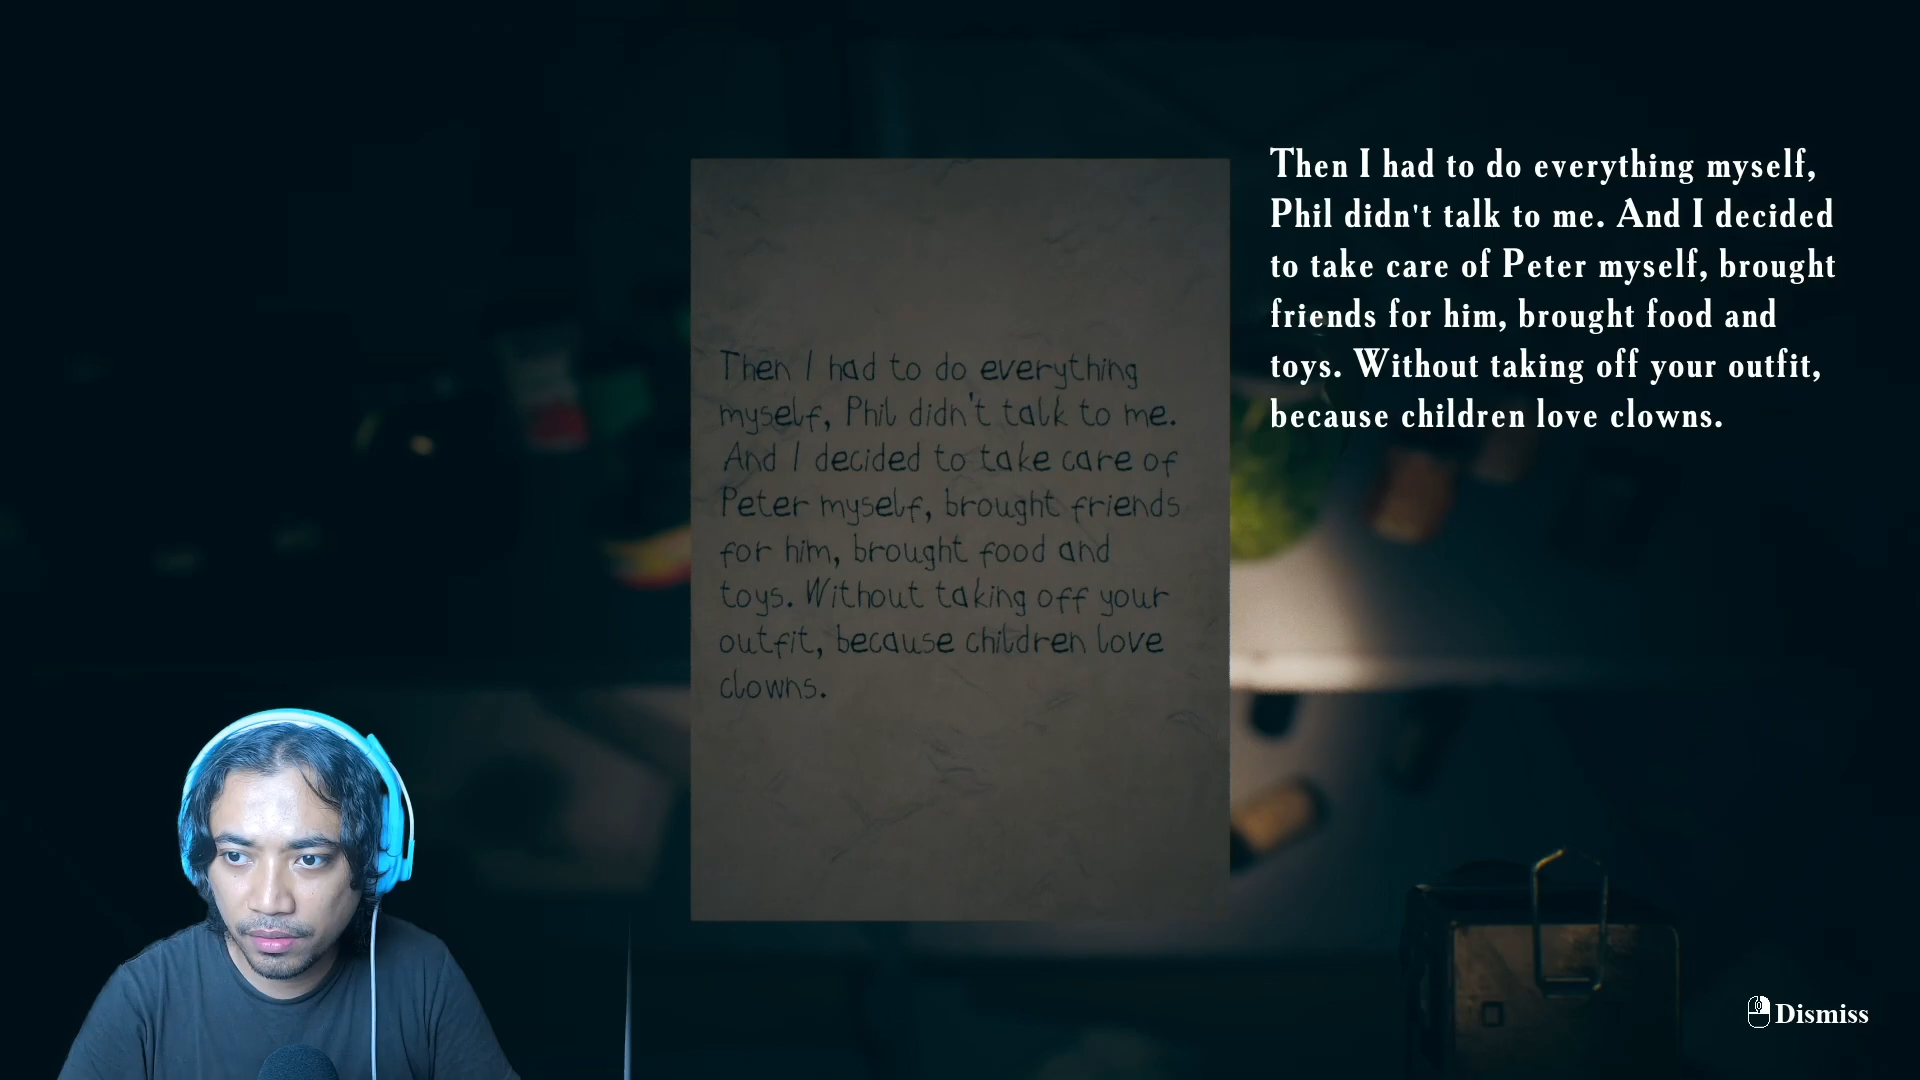 Then I had to do everything
myself, Phil didn't talk to me.
And I decided to take care of
Peter myself, brought friends
for him, brought food and
toys. Without taking off your
outfit, because children love
clowns.
Then I had to do everything myself,
Phil didn't talk to me. And I decided
to take care of Peter myself, brought
friends for him, brought food and
toys. Without taking off your outfit,
because children love clowns.
Dismiss